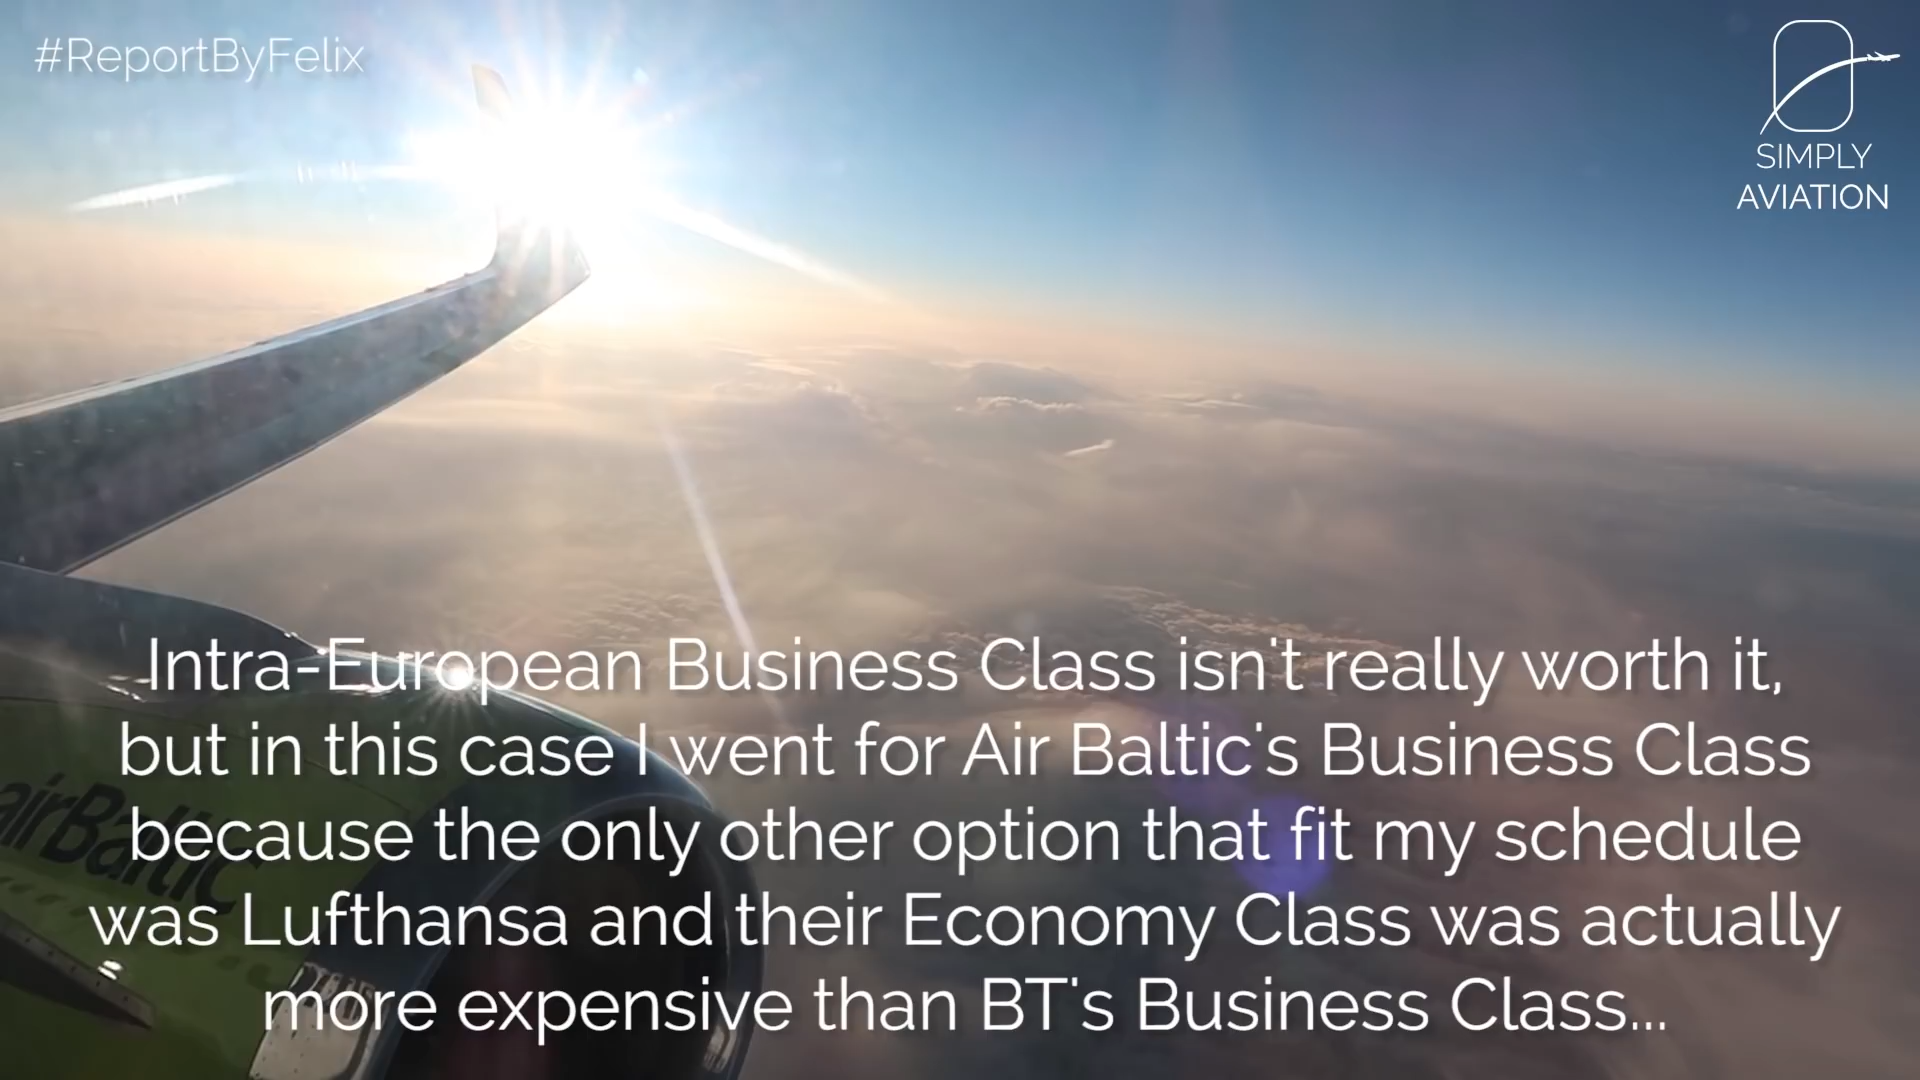 #ReportByFelix
SIMPLY
AVIATION
Intra-European Business Class isn't really worth it,
but in this case I went for Air Baltic's Business Class
because the only other option that fit my schedule
was Lufthansa and their Economy Class was actually
more expensive than BT's Business Class...
airBaltic